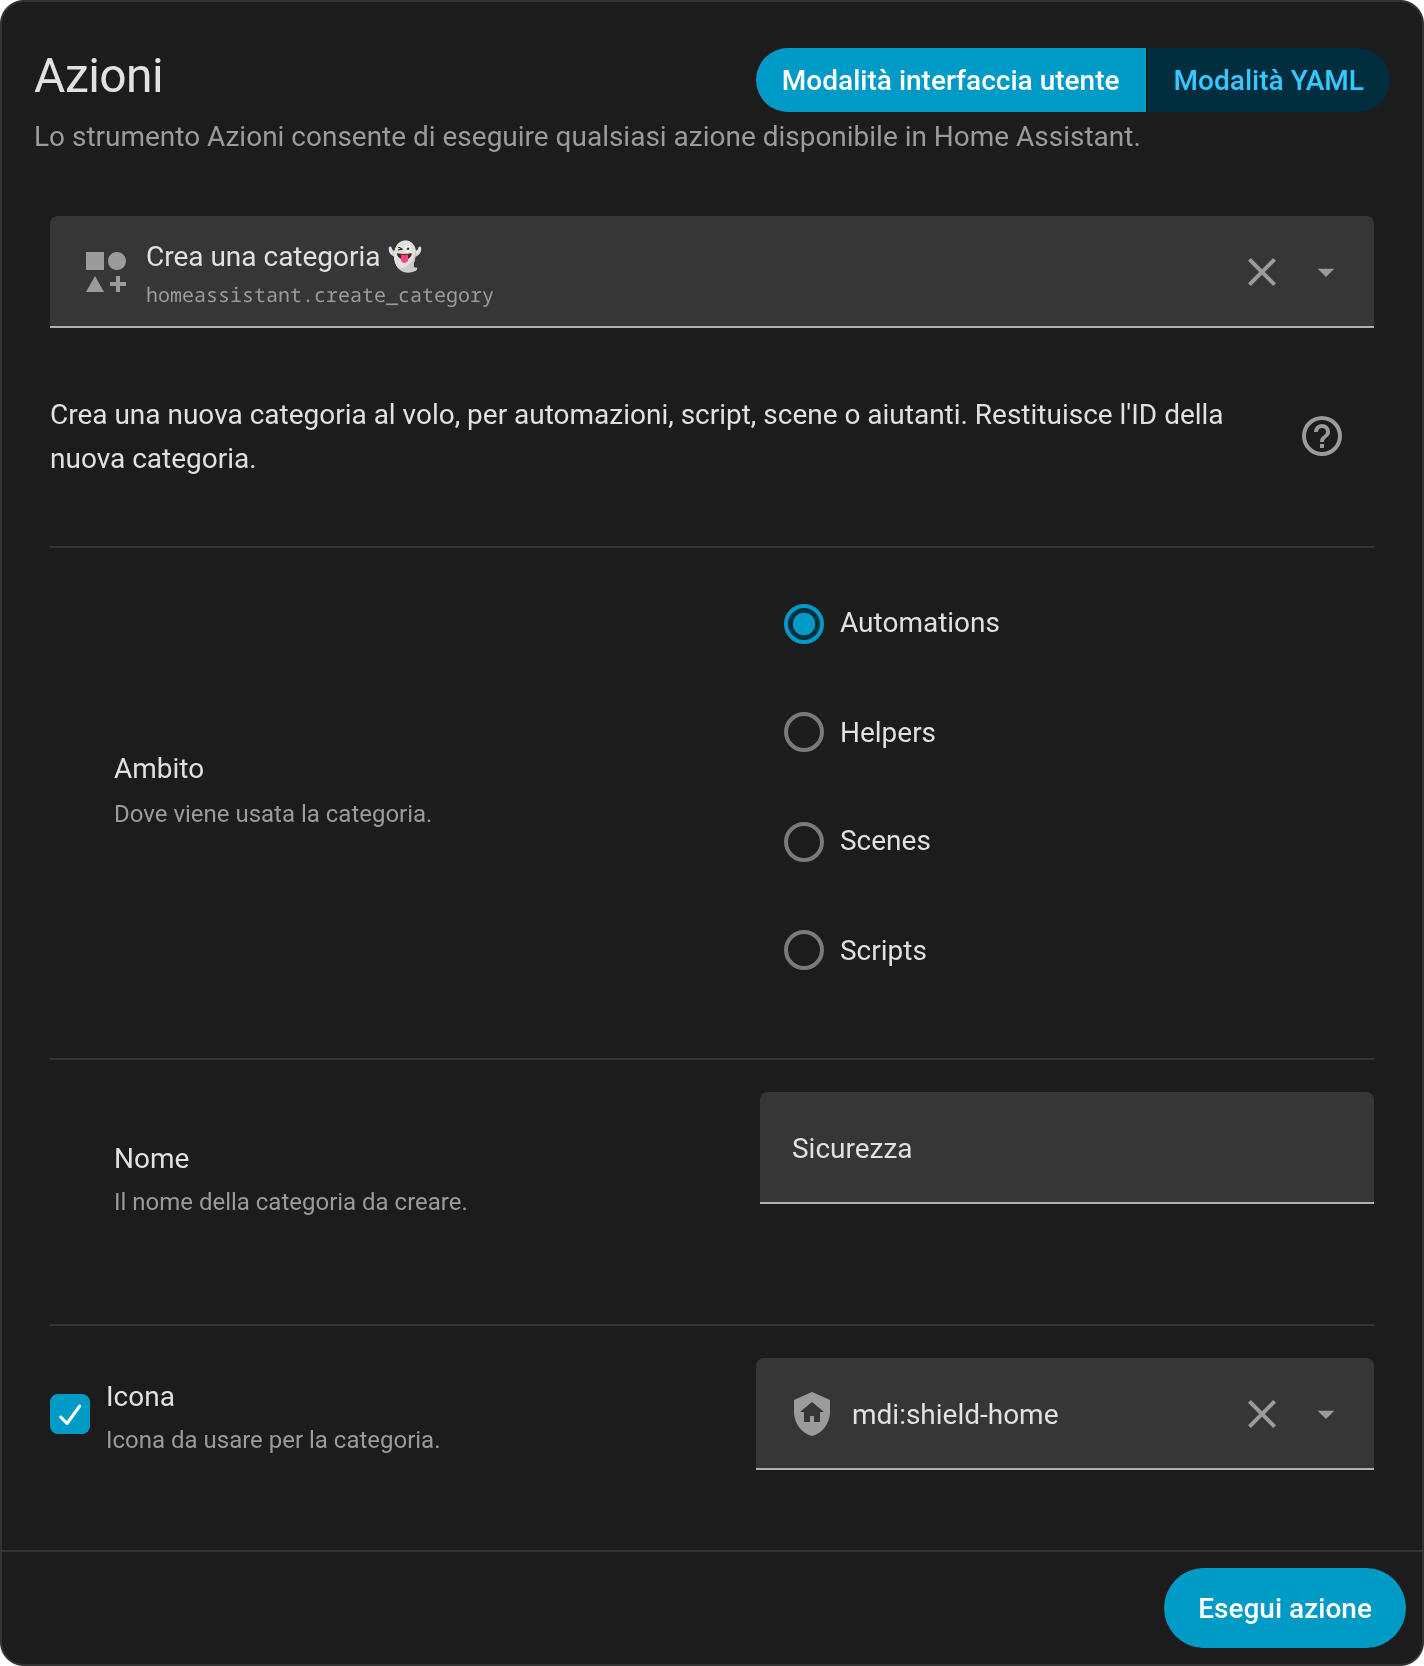 Azioni
Modalità interfaccia utente
Modalità YAML
Lo strumento Azioni consente di eseguire qualsiasi azione disponibile in Home Assistant.
Crea una categoria 👻
homeassistant.create_category
Crea una nuova categoria al volo, per automazioni, script, scene o aiutanti. Restituisce l'ID della
nuova categoria.
Ambito
Dove viene usata la categoria.
Automations
Helpers
Scenes
Scripts
Nome
Il nome della categoria da creare.
Sicurezza
Icona
Icona da usare per la categoria.
mdi:shield-home
Esegui azione